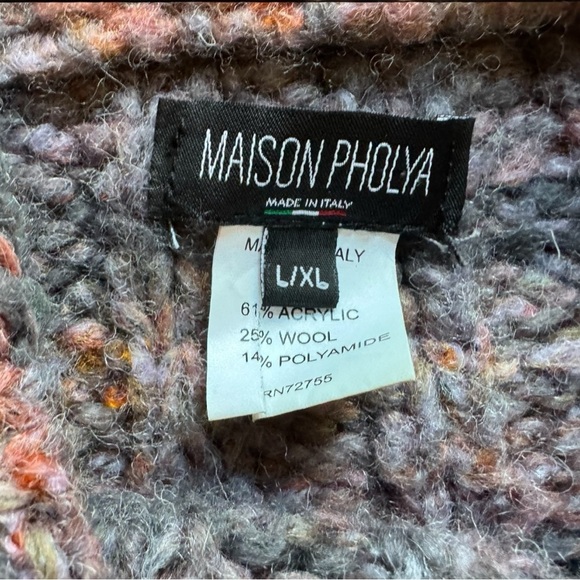 MAISON PHOLYA
MADE IN ITALY
L/XL
61% ACRYLIC
25% WOOL
14% POLYAMIDE
RN72755